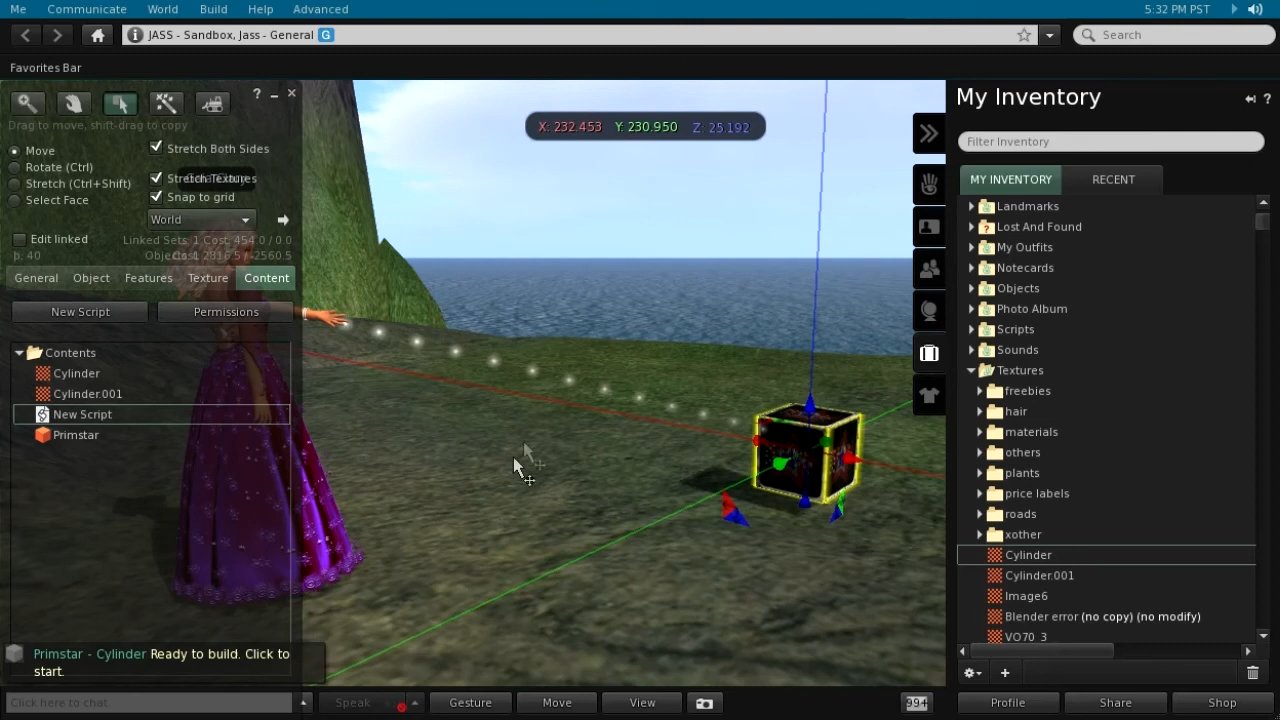 Me Communicate World Build Help Advanced 5:32 PM PST
JASS - Sandbox, Jass - General G Search
Favorites Bar
Drag to move, shift-drag to copy
Move
Rotate (Ctrl)
Stretch (Ctrl+Shift)
Select Face
Stretch Both Sides
Stretch Textures
Snap to grid
World
Edit linked
Linked Sets: 1 Cost: 454.0 / 0.0
p. 40
General Object Features Texture Content
New Script Permissions
Contents
Cylinder
Cylinder.001
New Script
Primstar
Primstar - Cylinder Ready to build. Click to
start.
X: 232.453 Y: 230.950 Z: 25.192
My Inventory ?
Filter Inventory
MY INVENTORY RECENT
Landmarks
Lost And Found
My Outfits
Notecards
Objects
Photo Album
Scripts
Sounds
Textures
freebies
hair
materials
others
plants
price labels
roads
xother
Cylinder
Cylinder.001
Image6
Blender error (no copy) (no modify)
VO70_3
Click here to chat Speak Gesture Move View 99+ Profile Share Shop